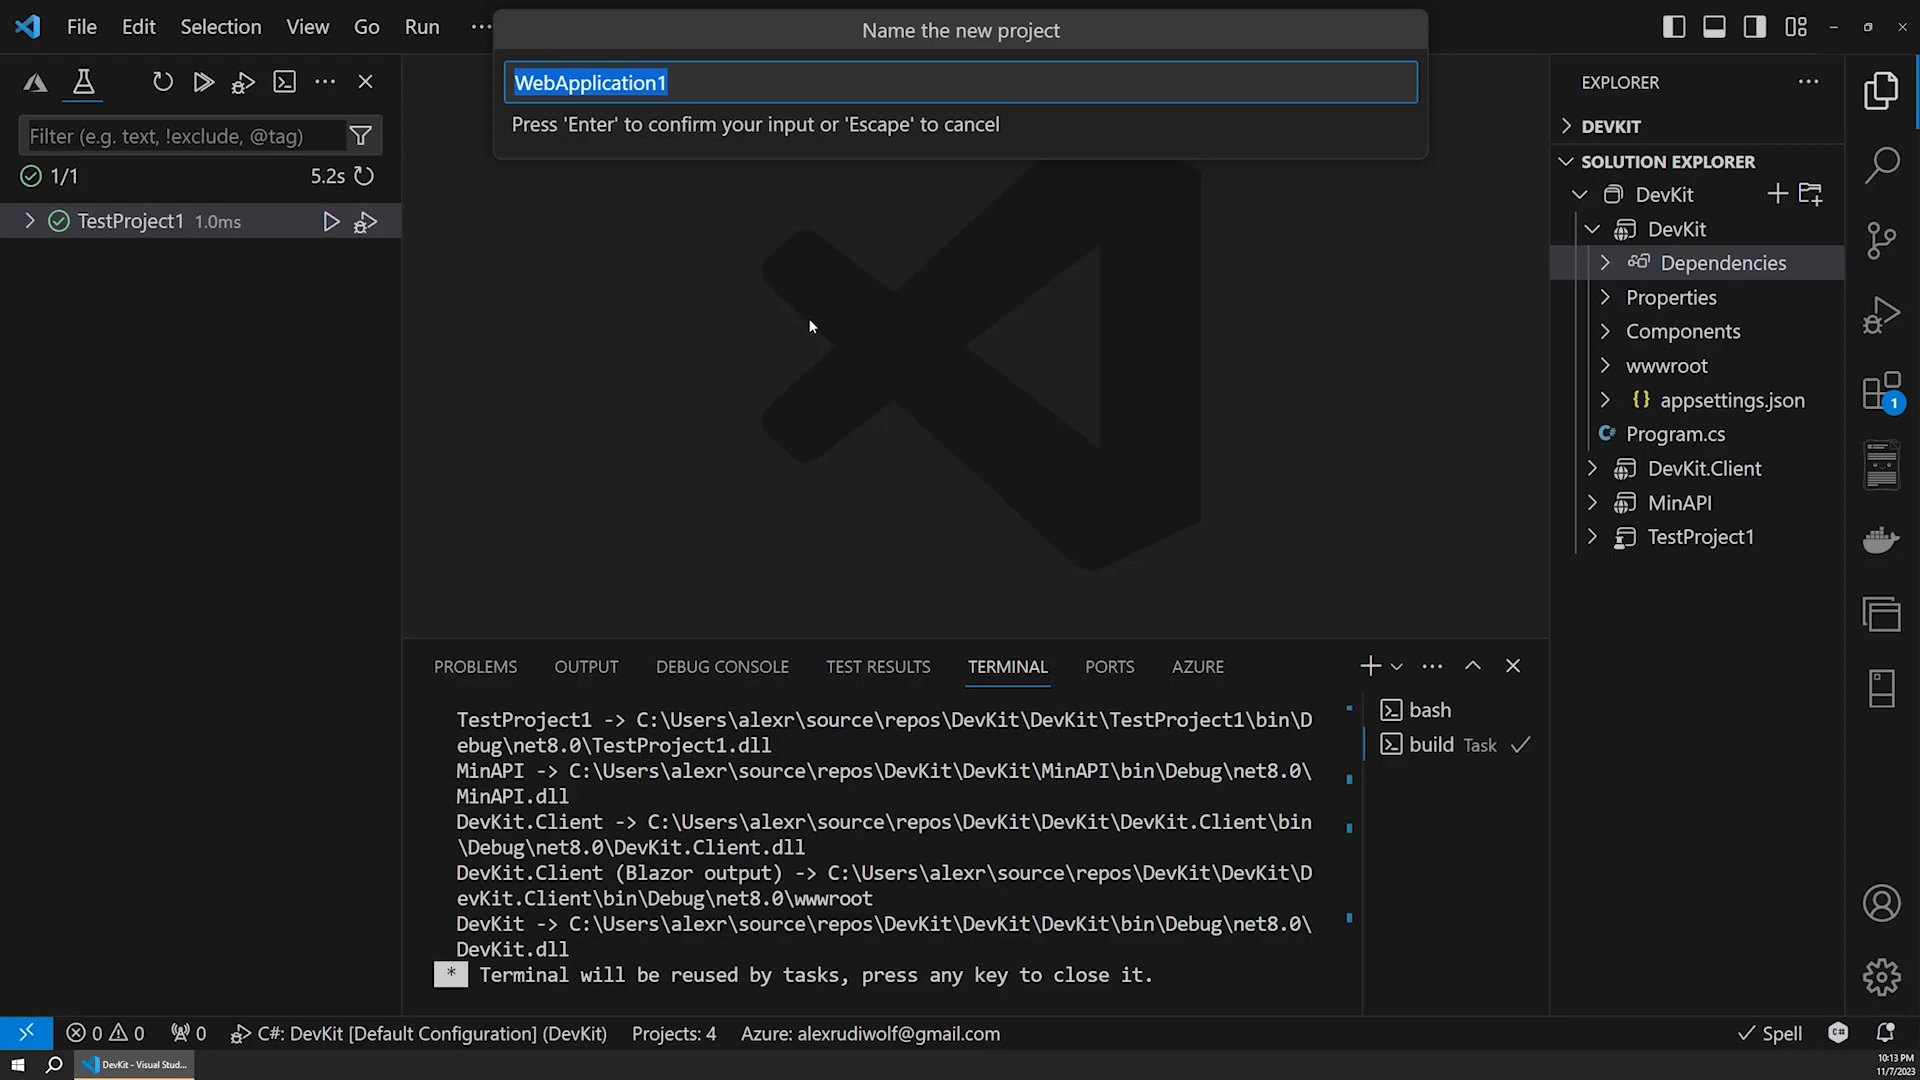 File Edit Selection View Go Run ···
Name the new project
WebApplication1
Press 'Enter' to confirm your input or 'Escape' to cancel
Filter (e.g. text, !exclude, @tag)
1/1 5.2s
TestProject1 1.0ms
EXPLORER
DEVKIT
SOLUTION EXPLORER
DevKit
DevKit
Dependencies
Properties
Components
wwwroot
{} appsettings.json
C# Program.cs
DevKit.Client
MinAPI
TestProject1
1
PROBLEMS OUTPUT DEBUG CONSOLE TEST RESULTS TERMINAL PORTS AZURE
TestProject1 -> C:\Users\alexr\source\repos\DevKit\DevKit\TestProject1\bin\D
ebug\net8.0\TestProject1.dll
MinAPI -> C:\Users\alexr\source\repos\DevKit\DevKit\MinAPI\bin\Debug\net8.0\
MinAPI.dll
DevKit.Client -> C:\Users\alexr\source\repos\DevKit\DevKit\DevKit.Client\bin
\Debug\net8.0\DevKit.Client.dll
DevKit.Client (Blazor output) -> C:\Users\alexr\source\repos\DevKit\DevKit\D
evKit.Client\bin\Debug\net8.0\wwwroot
DevKit -> C:\Users\alexr\source\repos\DevKit\DevKit\DevKit\bin\Debug\net8.0\
DevKit.dll
* Terminal will be reused by tasks, press any key to close it.
bash
build Task
0 0 0 C#: DevKit [Default Configuration] (DevKit) Projects: 4 Azure: alexrudiwolf@gmail.com Spell
DevKit - Visual Stud...
10:13 PM
11/7/2023